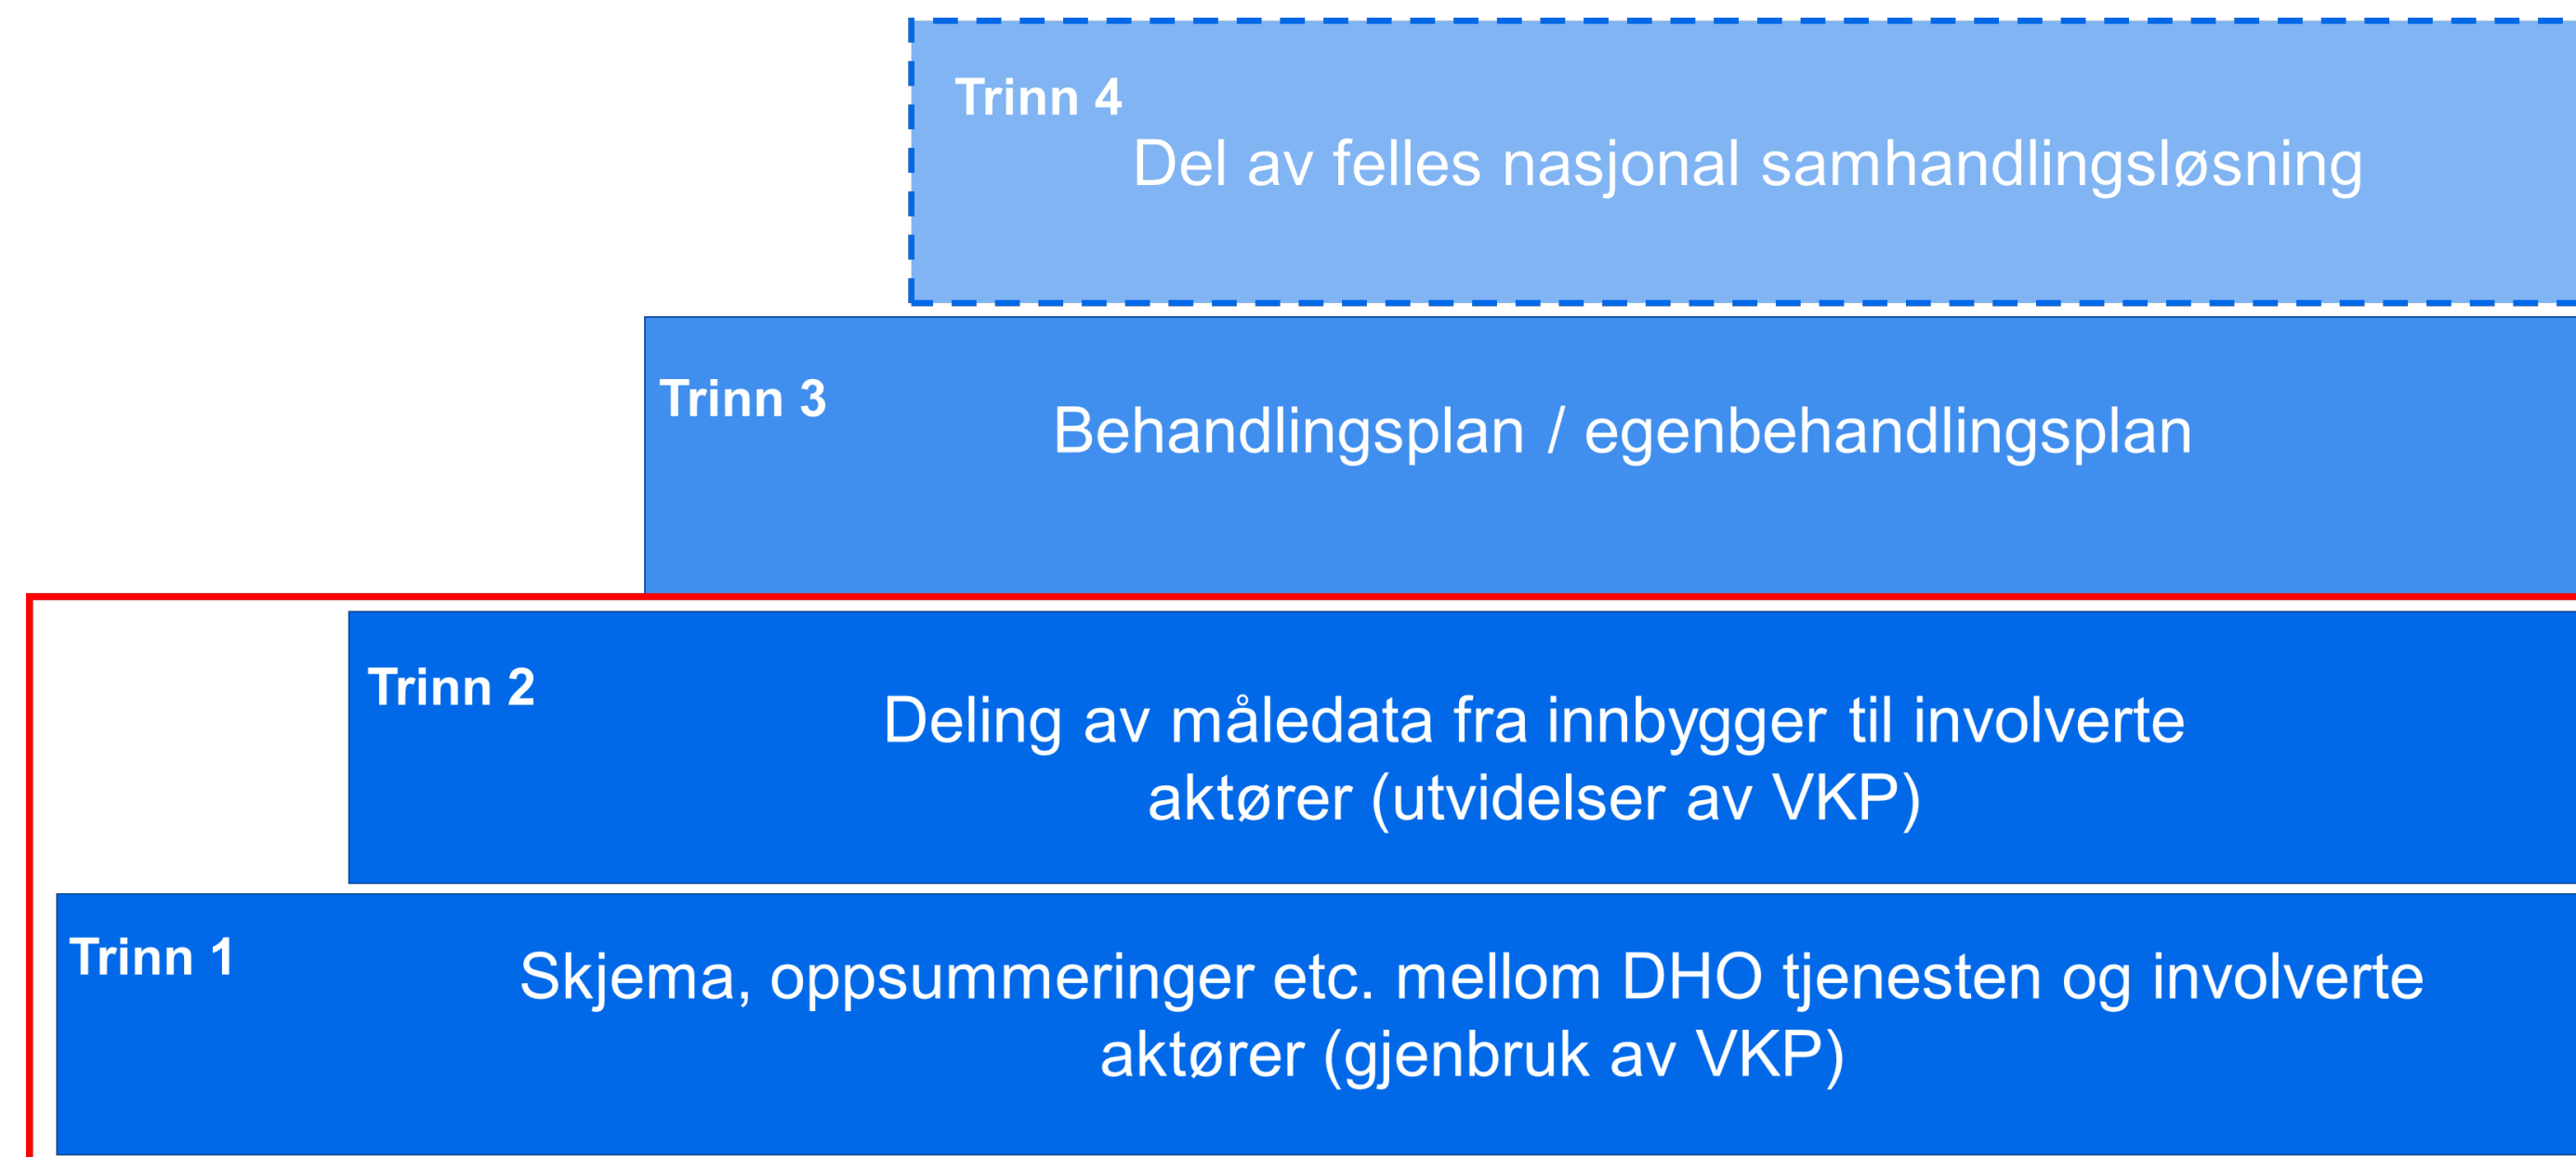 Trinn 4
Del av felles nasjonal samhandlingsløsning
Trinn 3
Behandlingsplan / egenbehandlingsplan
Trinn 2
Deling av måledata fra innbygger til involverte
aktører (utvidelser av VKP)
Trinn 1
Skjema, oppsummeringer etc. mellom DHO tjenesten og involverte
aktører (gjenbruk av VKP)